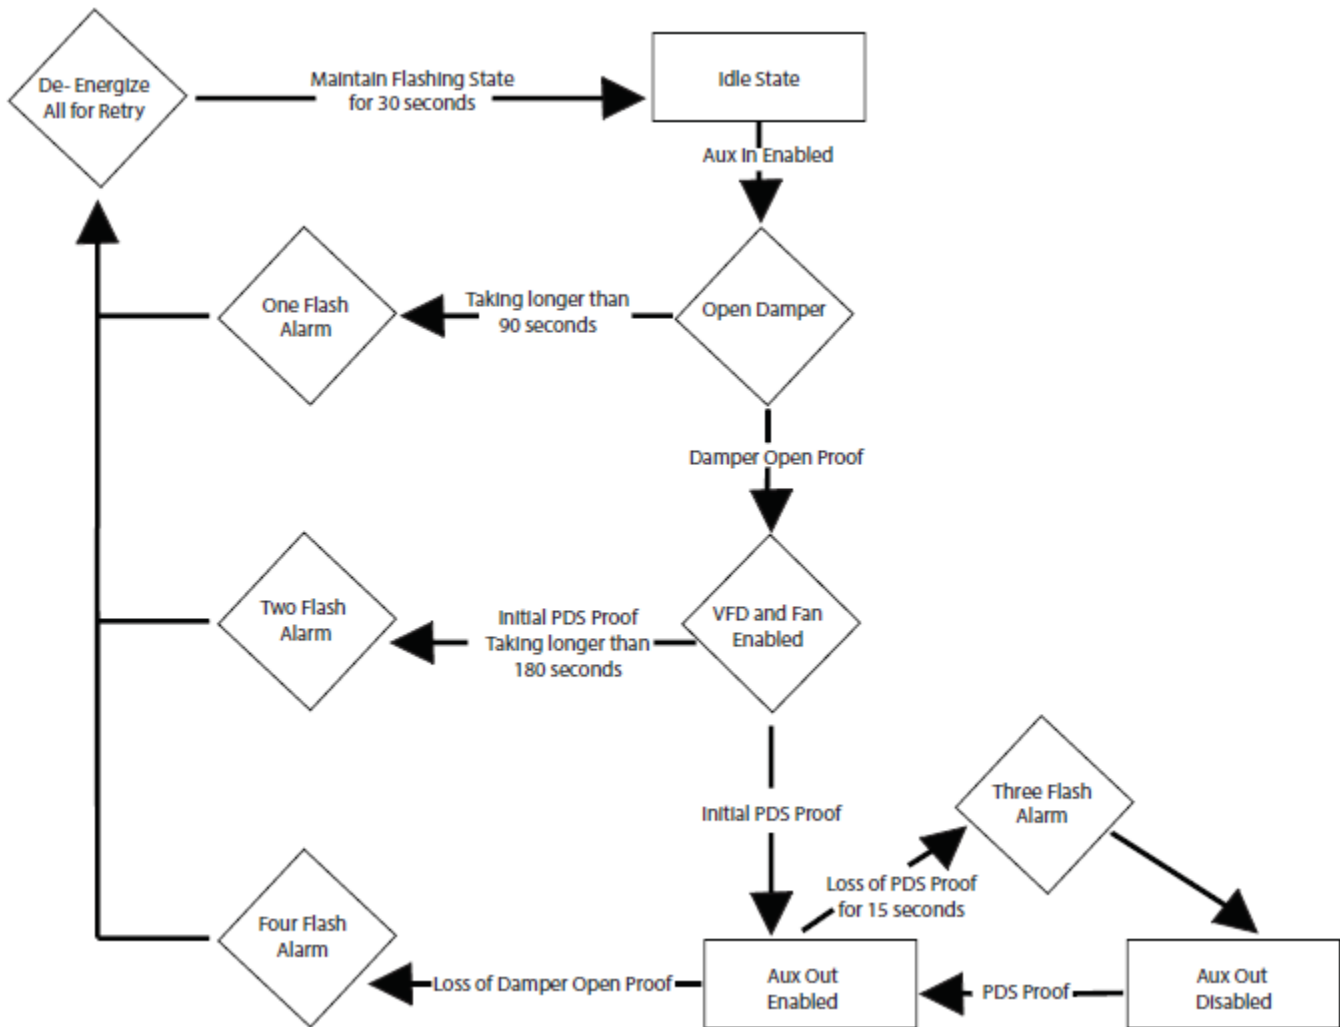 De- Energize
All for Retry
Maintain Flashing State
for 30 seconds
Idle State
Aux In Enabled
One Flash
Alarm
Taking longer than
90 seconds
Open Damper
Damper Open Proof
Two Flash
Alarm
Initial PDS Proof
Taking longer than
180 seconds
VFD and Fan
Enabled
Initial PDS Proof
Three Flash
Alarm
Loss of PDS Proof
for 15 seconds
Four Flash
Alarm
Loss of Damper Open Proof
Aux Out
Enabled
PDS Proof
Aux Out
Disabled